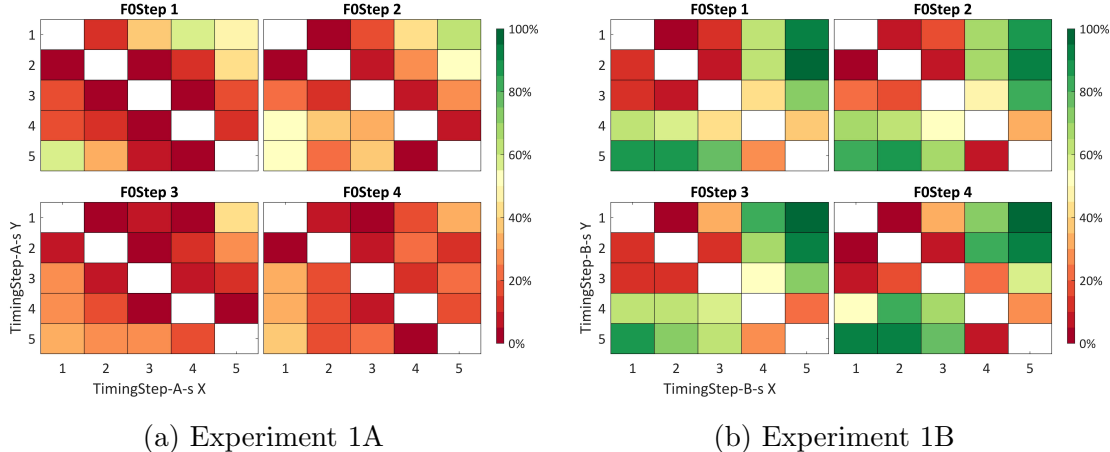 F0Step 1 F0Step 2
1
2
3
4
5
F0Step 3 F0Step 4
1
2
3
4
5
1 2 3 4 5 1 2 3 4 5
TimingStep-A-s X
TimingStep-A-s Y
100%
80%
60%
40%
20%
0%
F0Step 1 F0Step 2
1
2
3
4
5
F0Step 3 F0Step 4
1
2
3
4
5
1 2 3 4 5 1 2 3 4 5
TimingStep-B-s X
TimingStep-B-s Y
100%
80%
60%
40%
20%
0%
(a) Experiment 1A
(b) Experiment 1B